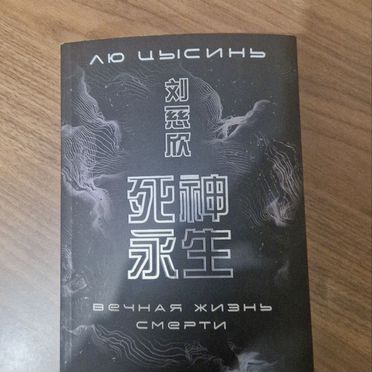 ЛЮ ЦЫСИНЬ
刘
慈
欣
死神
永生
ВЕЧНАЯ ЖИЗНЬ
СМЕРТИ